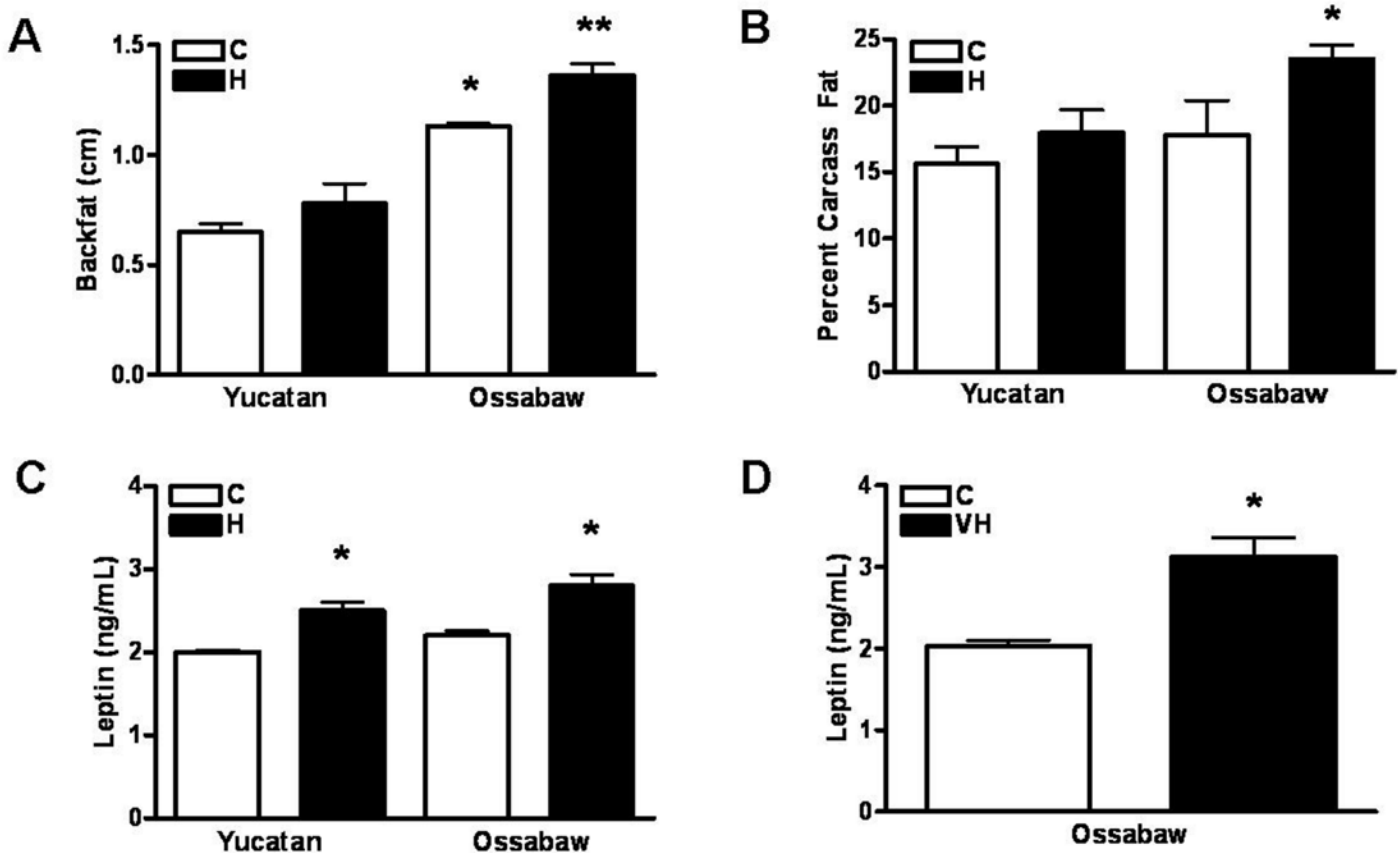 A
1.5
1.0
0.5
0.0
Backfat (cm)
C
H
*
**
Yucatan
Ossabaw
B
25
20
15
10
5
0
Percent Carcass Fat
C
H
*
Yucatan
Ossabaw
C
4
3
2
1
0
Leptin (ng/mL)
C
H
*
*
Yucatan
Ossabaw
D
4
3
2
1
0
Leptin (ng/mL)
C
VH
*
Ossabaw